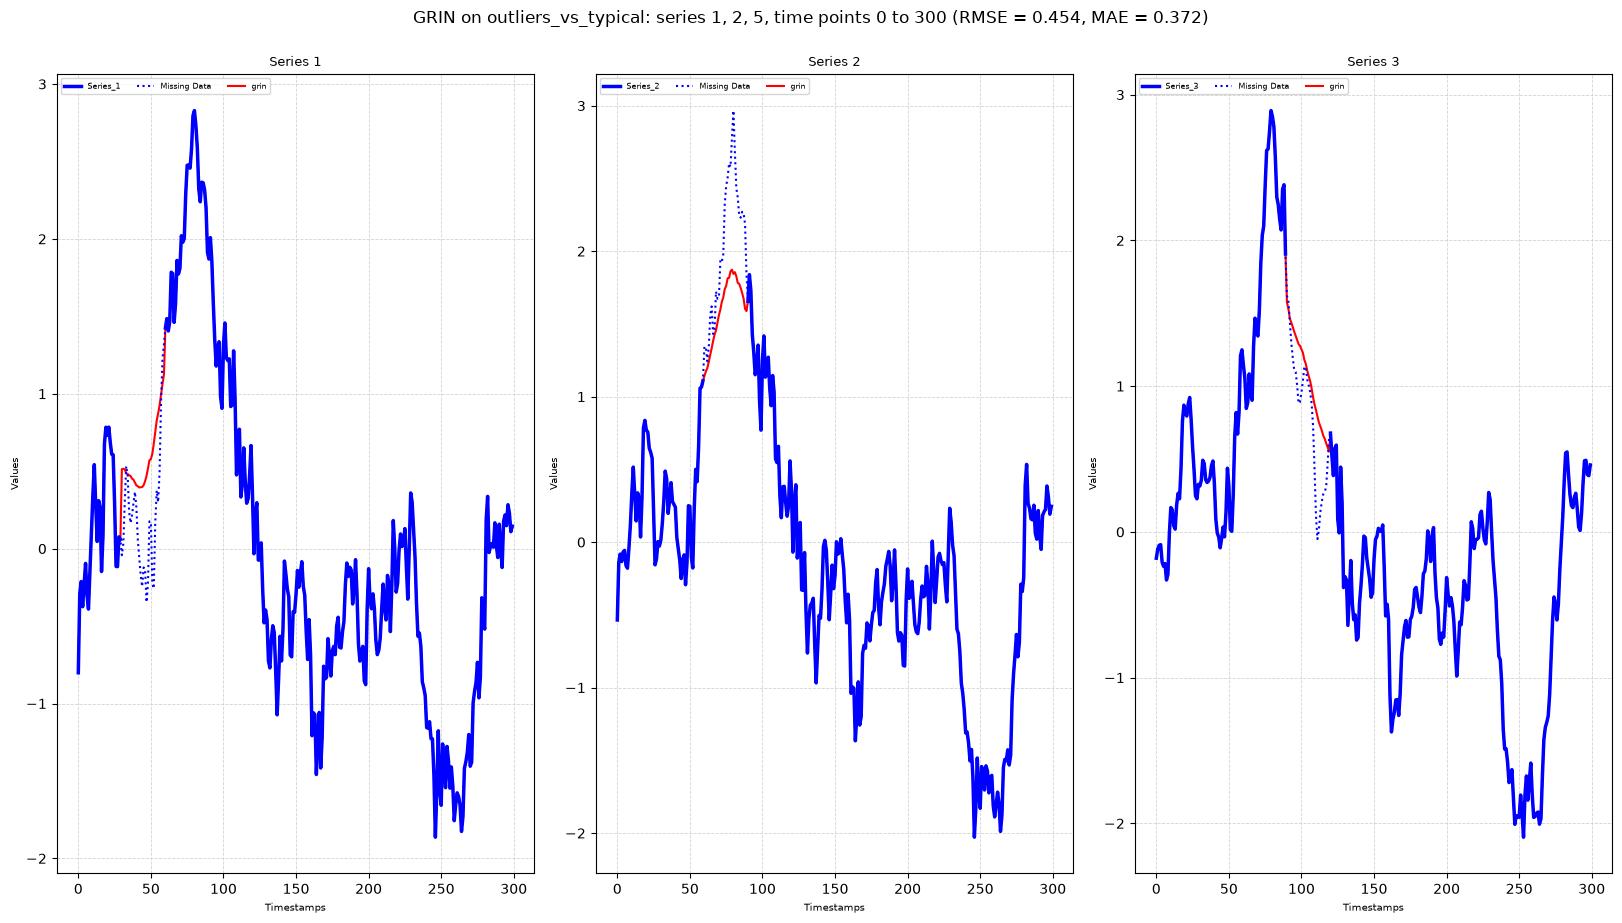 GRIN on outliers_vs_typical: series 1, 2, 5, time points 0 to 300 (RMSE = 0.454, MAE = 0.372)
Series 1
Series_1 Missing Data grin
Values
3
2
1
0
−1
−2
0 50 100 150 200 250 300
Timestamps
Series 2
Series_2 Missing Data grin
Values
3
2
1
0
−1
−2
0 50 100 150 200 250 300
Timestamps
Series 3
Series_3 Missing Data grin
Values
3
2
1
0
−1
−2
0 50 100 150 200 250 300
Timestamps